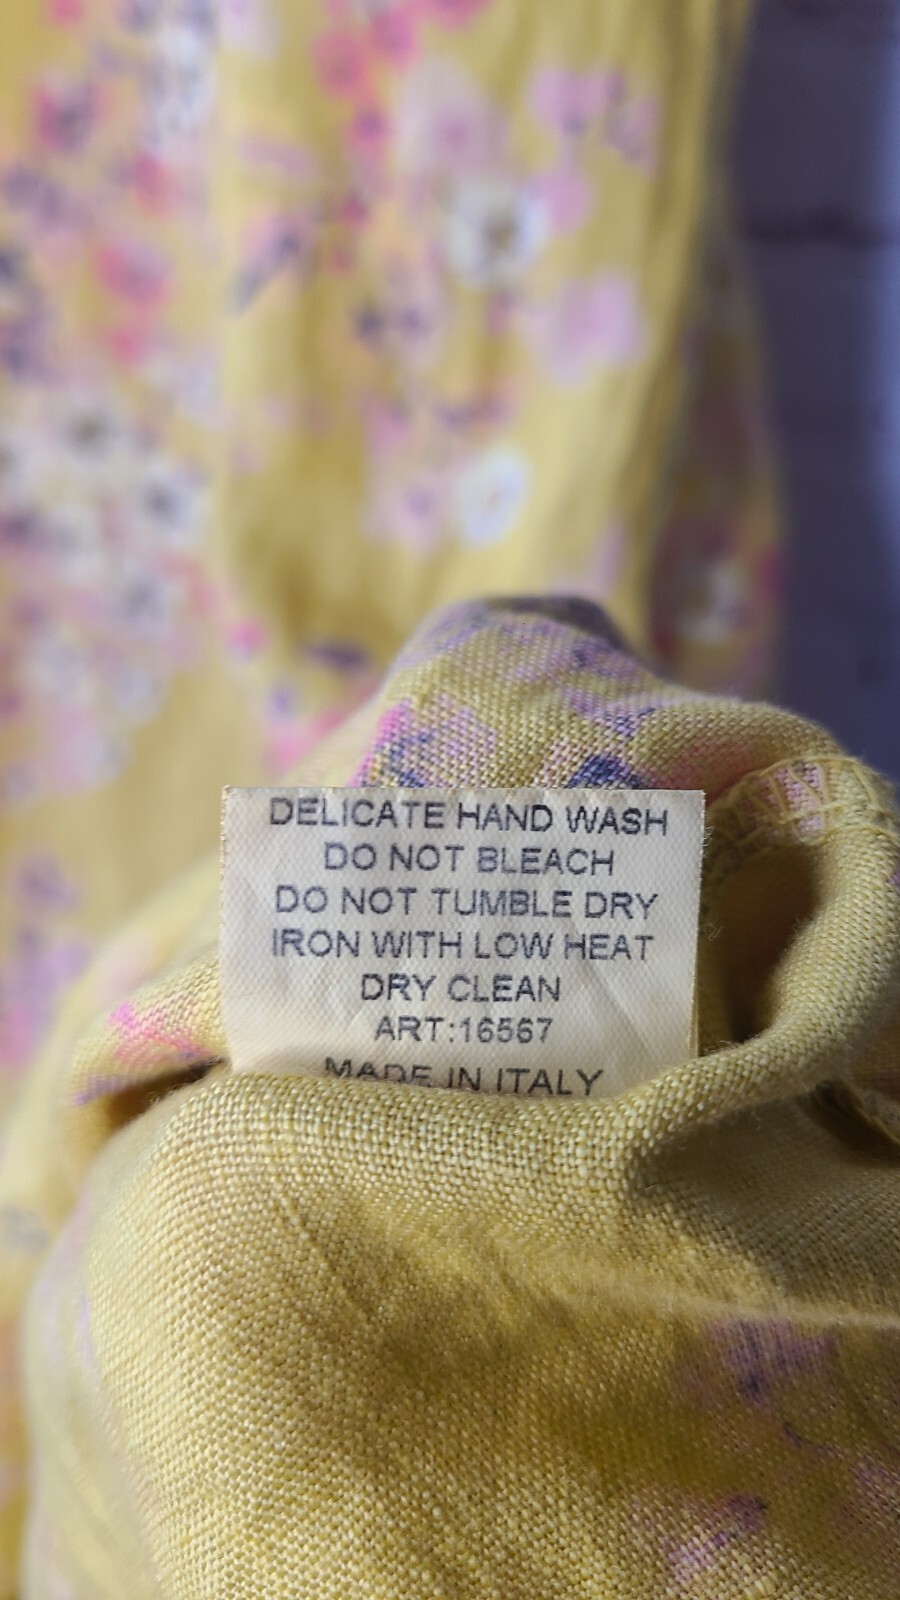 DELICATE HAND WASH
DO NOT BLEACH
DO NOT TUMBLE DRY
IRON WITH LOW HEAT
DRY CLEAN
ART:16567
MADE IN ITALY